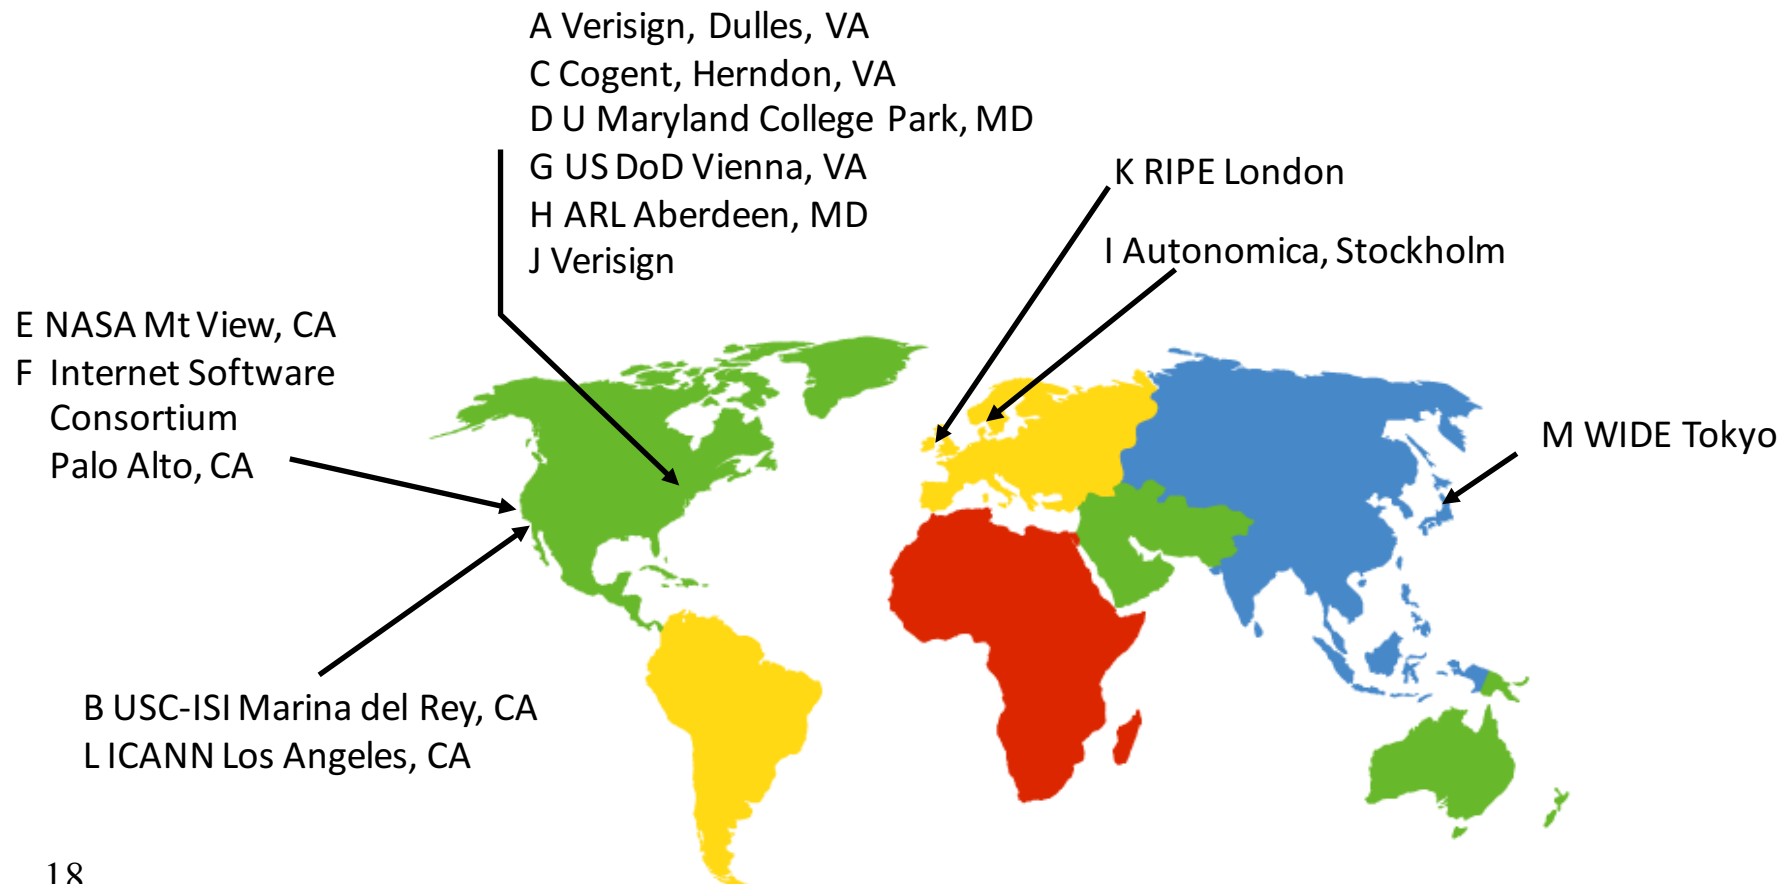 A Verisign, Dulles, VA
C Cogent, Herndon, VA
D U Maryland College Park, MD
G US DoD Vienna, VA
H ARL Aberdeen, MD
J Verisign
K RIPE London
I Autonomica, Stockholm
E NASA Mt View, CA
F Internet Software
Consortium
Palo Alto, CA
M WIDE Tokyo
B USC-ISI Marina del Rey, CA
L ICANN Los Angeles, CA
18